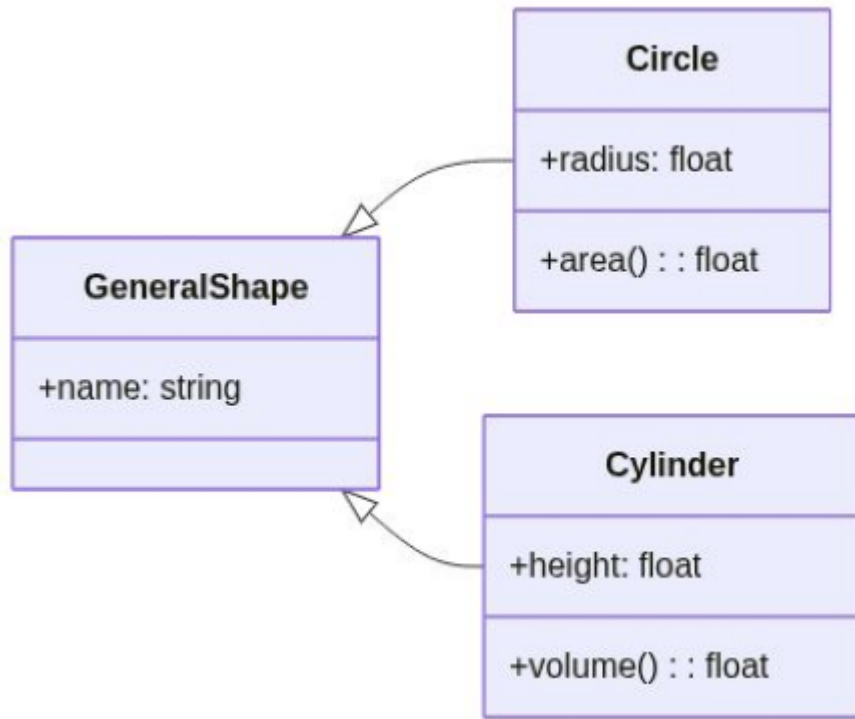 GeneralShape
+name: string
Circle
+radius: float
+area() : : float
Cylinder
+height: float
+volume() : : float